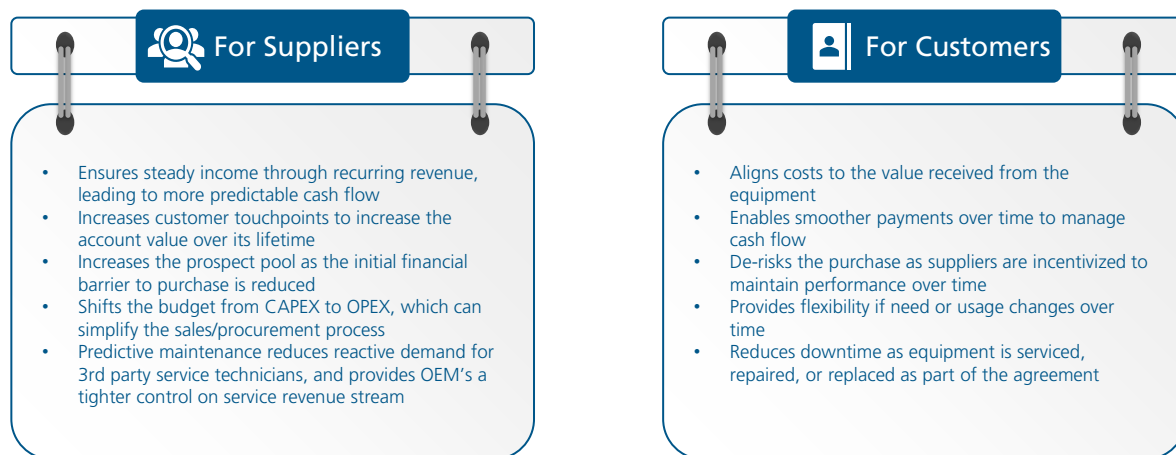 For Suppliers
• Ensures steady income through recurring revenue,
leading to more predictable cash flow
• Increases customer touchpoints to increase the
account value over its lifetime
• Increases the prospect pool as the initial financial
barrier to purchase is reduced
• Shifts the budget from CAPEX to OPEX, which can
simplify the sales/procurement process
• Predictive maintenance reduces reactive demand for
3rd party service technicians, and provides OEM's a
tighter control on service revenue stream
For Customers
• Aligns costs to the value received from the
equipment
• Enables smoother payments over time to manage
cash flow
• De-risks the purchase as suppliers are incentivized to
maintain performance over time
• Provides flexibility if need or usage changes over
time
• Reduces downtime as equipment is serviced,
repaired, or replaced as part of the agreement